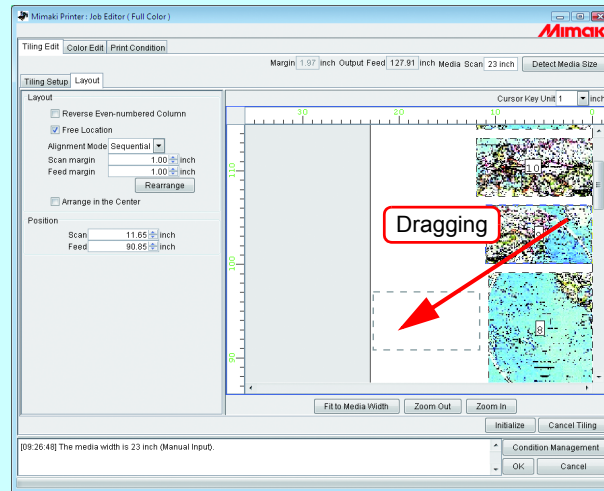 Mimaki Printer : Job Editor ( Full Color )
Mimaki
Tiling Edit Color Edit Print Condition
Margin 1.97 inch Output Feed 127.91 inch Media Scan 23 inch Detect Media Size
Tiling Setup Layout
Layout
Cursor Key Unit 1 inch
Reverse Even-numbered Column
Free Location
Alignment Mode Sequential
Scan margin 1.00 inch
Feed margin 1.00 inch
Rearrange
Arrange in the Center
Position
Scan 11.65 inch
Feed 90.85 inch
30 20 10 0
110
100
90
10
Dragging
9
8
Fit to Media Width Zoom Out Zoom In
Initialize Cancel Tiling
[09:26:48] The media width is 23 inch (Manual Input).
Condition Management
OK Cancel